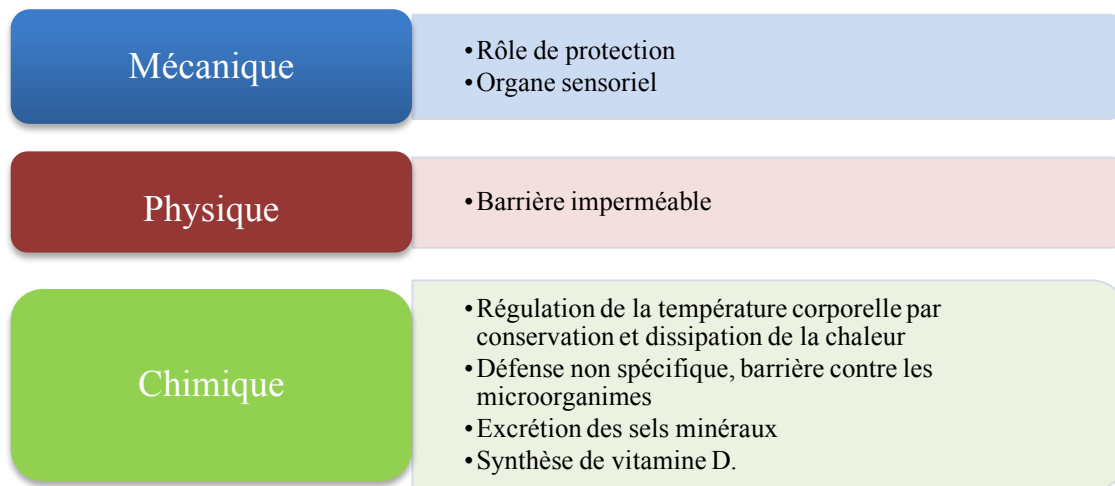 Mécanique
•Rôle de protection
•Organe sensoriel
Physique
•Barrière imperméable
Chimique
•Régulation de la température corporelle par
conservation et dissipation de la chaleur
•Défense non spécifique, barrière contre les
microorganimes
•Excrétion des sels minéraux
•Synthèse de vitamine D.